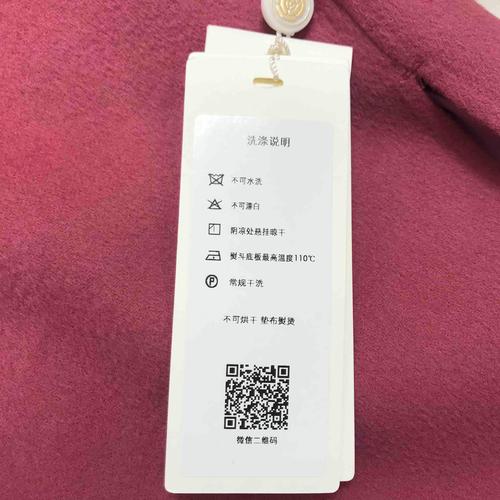 洗涤说明
不可水洗
不可漂白
阴凉处悬挂晾干
熨斗底板最高温度110℃
P 常规干洗
不可烘干 垫布熨烫
微信二维码